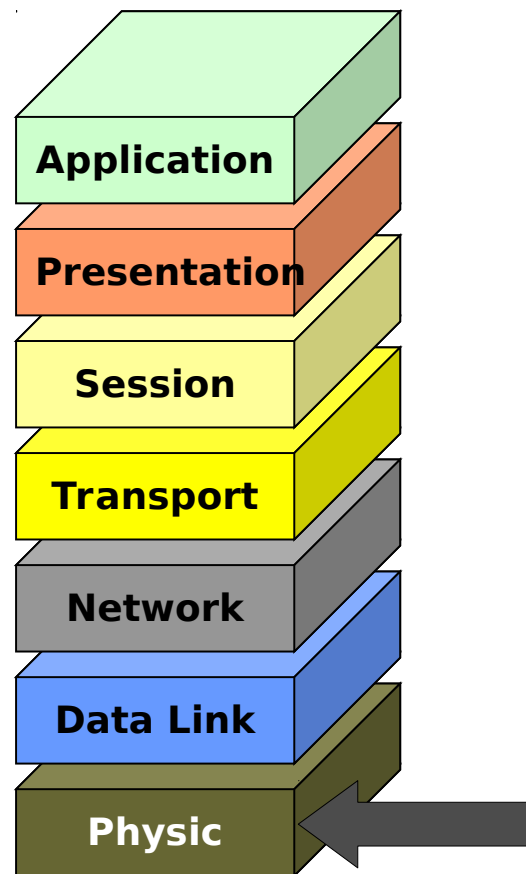 Application
Presentation
Session
Transport
Network
Data Link
Physic